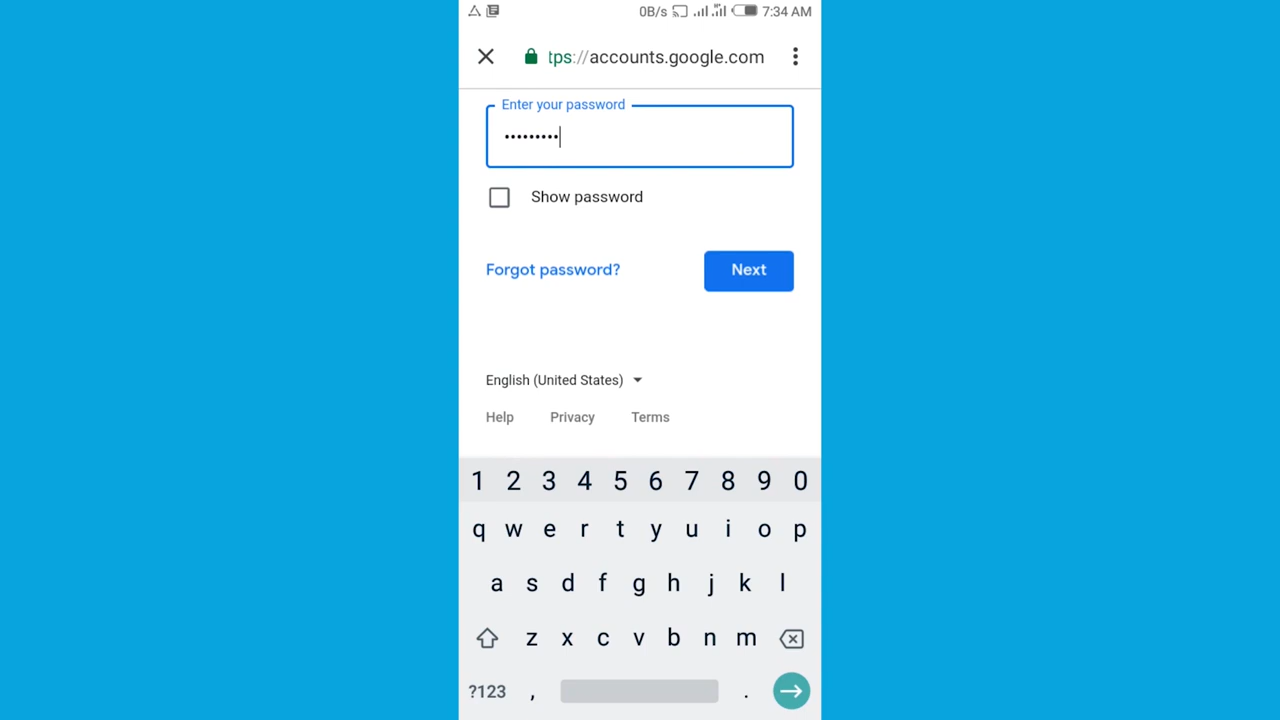 0B/s 7:34 AM
tps://accounts.google.com
Enter your password
•••••••••
Show password
Forgot password? Next
English (United States)
Help Privacy Terms
1 2 3 4 5 6 7 8 9 0
q w e r t y u i o p
a s d f g h j k l
z x c v b n m
?123 , .